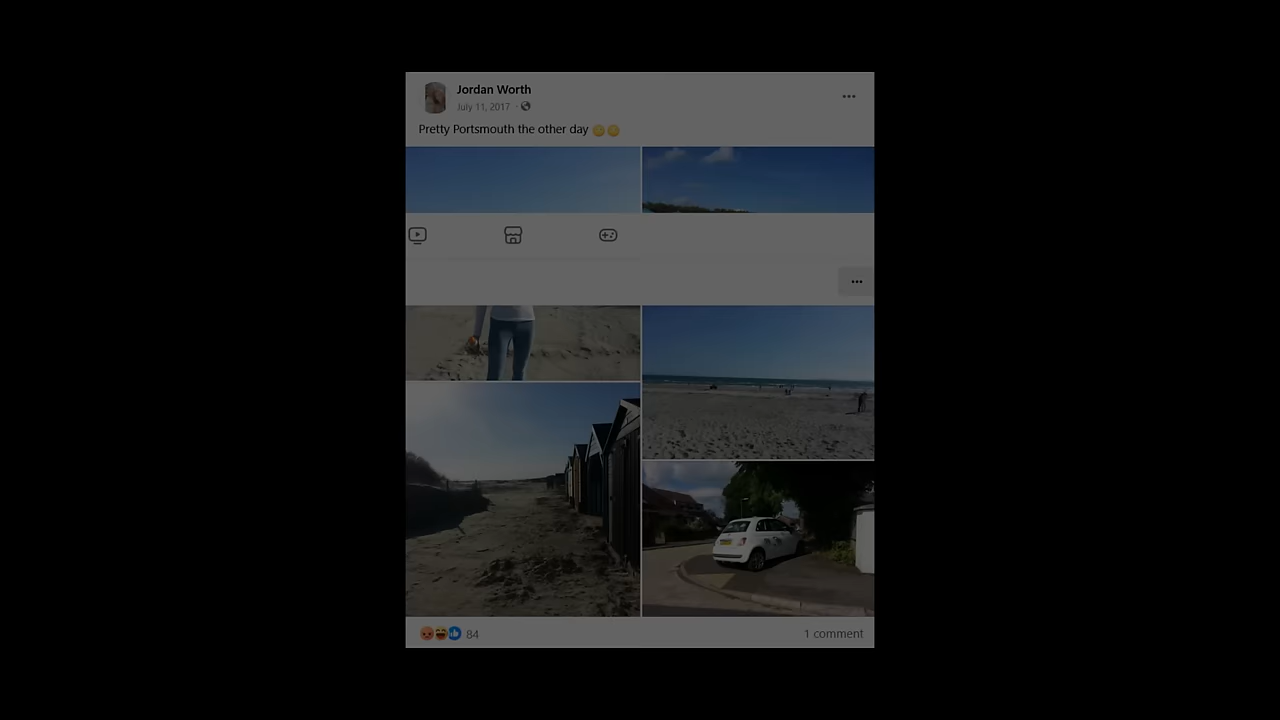 Jordan Worth
July 11, 2017 ·
Pretty Portsmouth the other day
84
1 comment